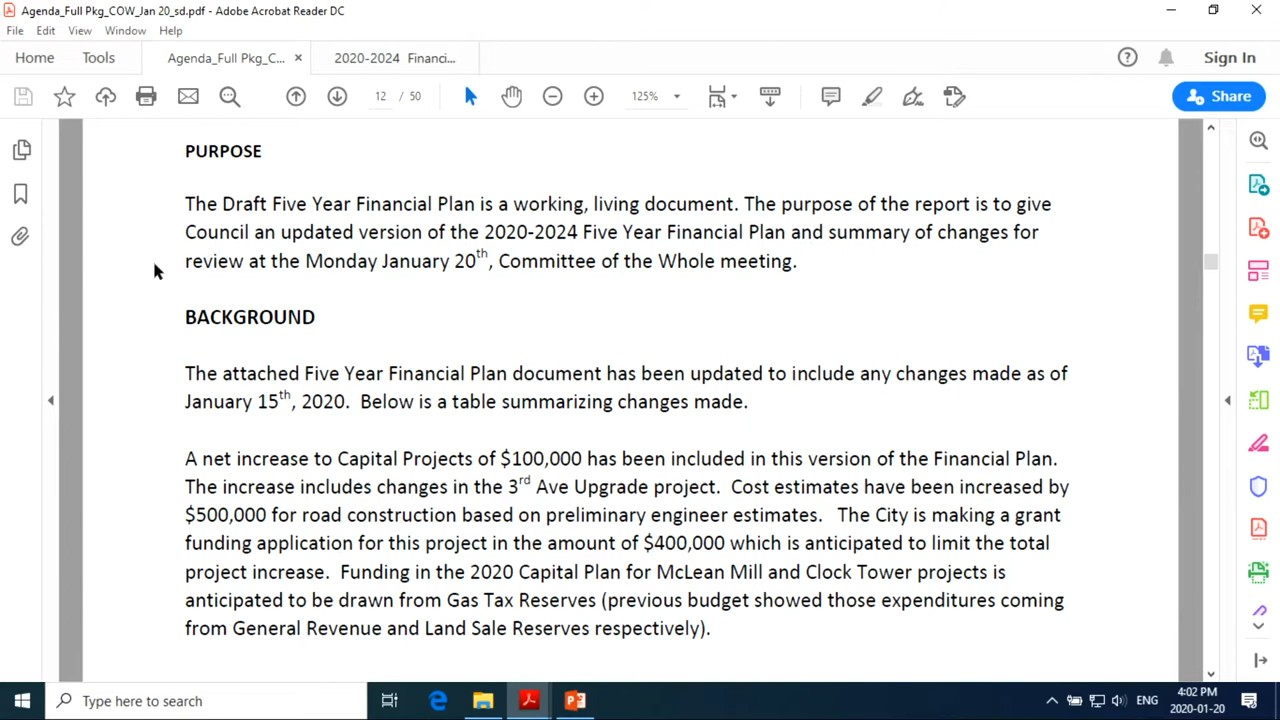 Agenda_Full Pkg_COW_Jan 20_sd.pdf - Adobe Acrobat Reader DC
File Edit View Window Help
Home Tools Agenda_Full Pkg_C... × 2020-2024 Financi... Sign In
12 / 50 125% Share
PURPOSE
The Draft Five Year Financial Plan is a working, living document. The purpose of the report is to give
Council an updated version of the 2020-2024 Five Year Financial Plan and summary of changes for
review at the Monday January 20th, Committee of the Whole meeting.
BACKGROUND
The attached Five Year Financial Plan document has been updated to include any changes made as of
January 15th, 2020. Below is a table summarizing changes made.
A net increase to Capital Projects of $100,000 has been included in this version of the Financial Plan.
The increase includes changes in the 3rd Ave Upgrade project. Cost estimates have been increased by
$500,000 for road construction based on preliminary engineer estimates. The City is making a grant
funding application for this project in the amount of $400,000 which is anticipated to limit the total
project increase. Funding in the 2020 Capital Plan for McLean Mill and Clock Tower projects is
anticipated to be drawn from Gas Tax Reserves (previous budget showed those expenditures coming
from General Revenue and Land Sale Reserves respectively).
Type here to search ENG 4:02 PM
2020-01-20